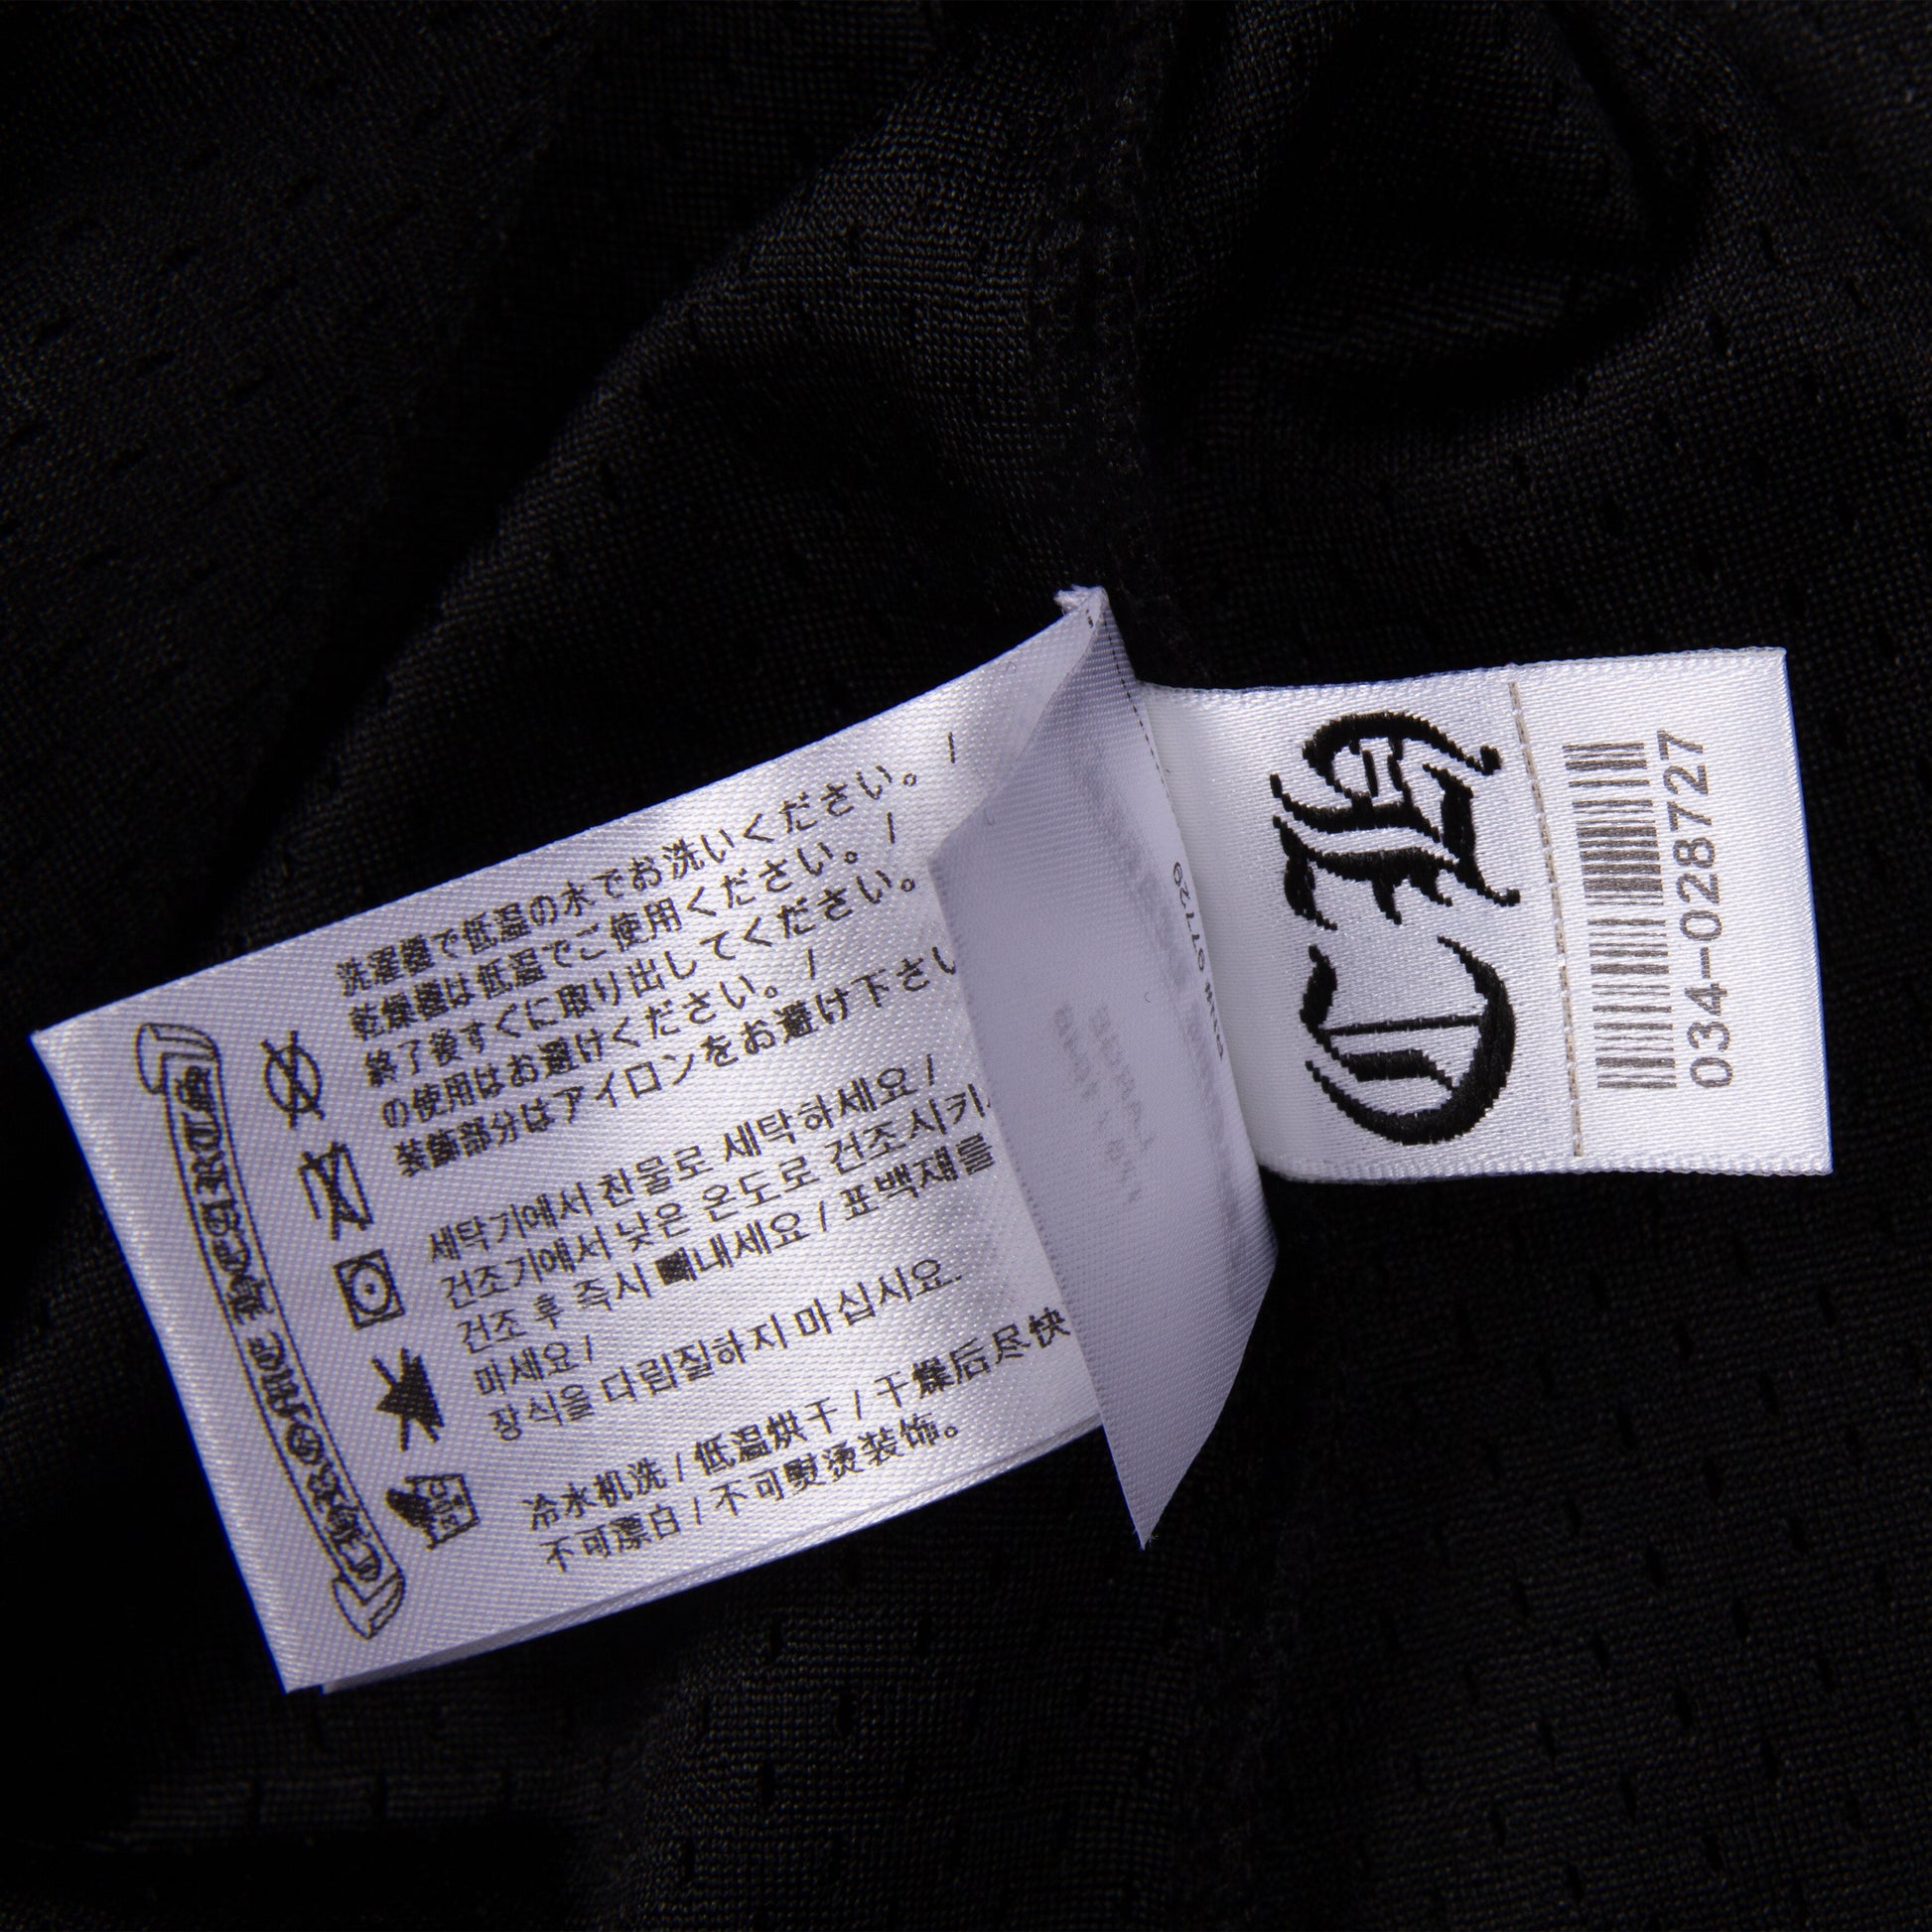 CHROME HEARTS
洗濯機で低温の水でお洗いください。 /
乾燥機は低温でご使用ください。 /
終了後すぐに取り出してください。
の使用はお避けください。 /
装飾部分はアイロンをお避け下さい
세탁기에서 찬물로 세탁하세요 /
건조기에서 낮은 온도로 건조시키
건조 후 즉시 내세요 / 표백제를
마세요 /
장식을 다림질하지 마십시오.
冷水机洗 / 低温烘干 / 干燥后尽快
不可漂白 / 不可熨烫装饰。
CH
034-028727